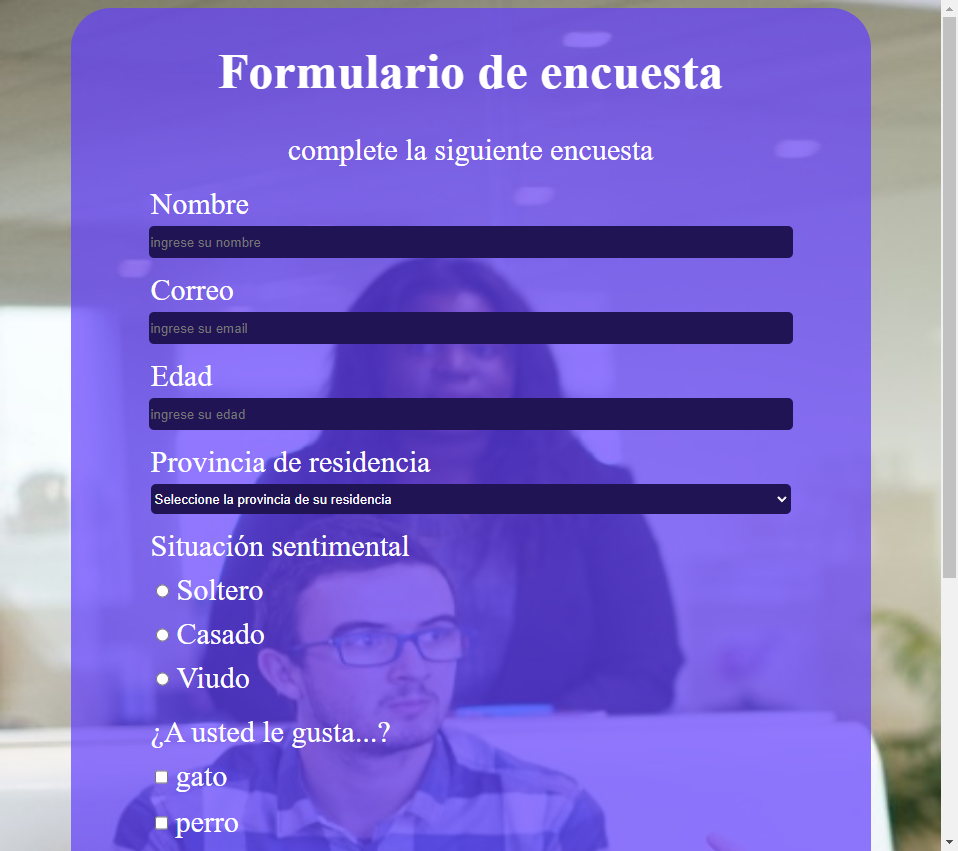 Formulario de encuesta
complete la siguiente encuesta
Nombre
ingrese su nombre
Correo
ingrese su email
Edad
ingrese su edad
Provincia de residencia
Seleccione la provincia de su residencia
Situación sentimental
Soltero
Casado
Viudo
¿A usted le gusta...?
gato
perro